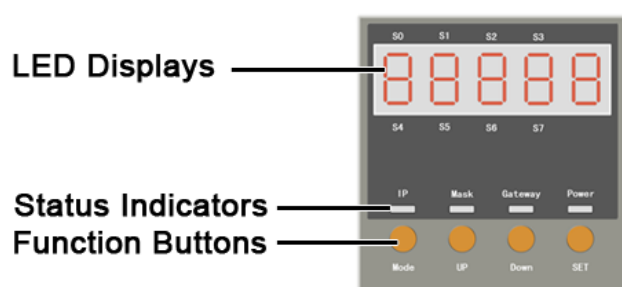 S0 S1 S2 S3
LED Displays
88888
S4 S5 S6 S7
IP Mask Gateway Power
Status Indicators
Function Buttons
Mode UP Down SET